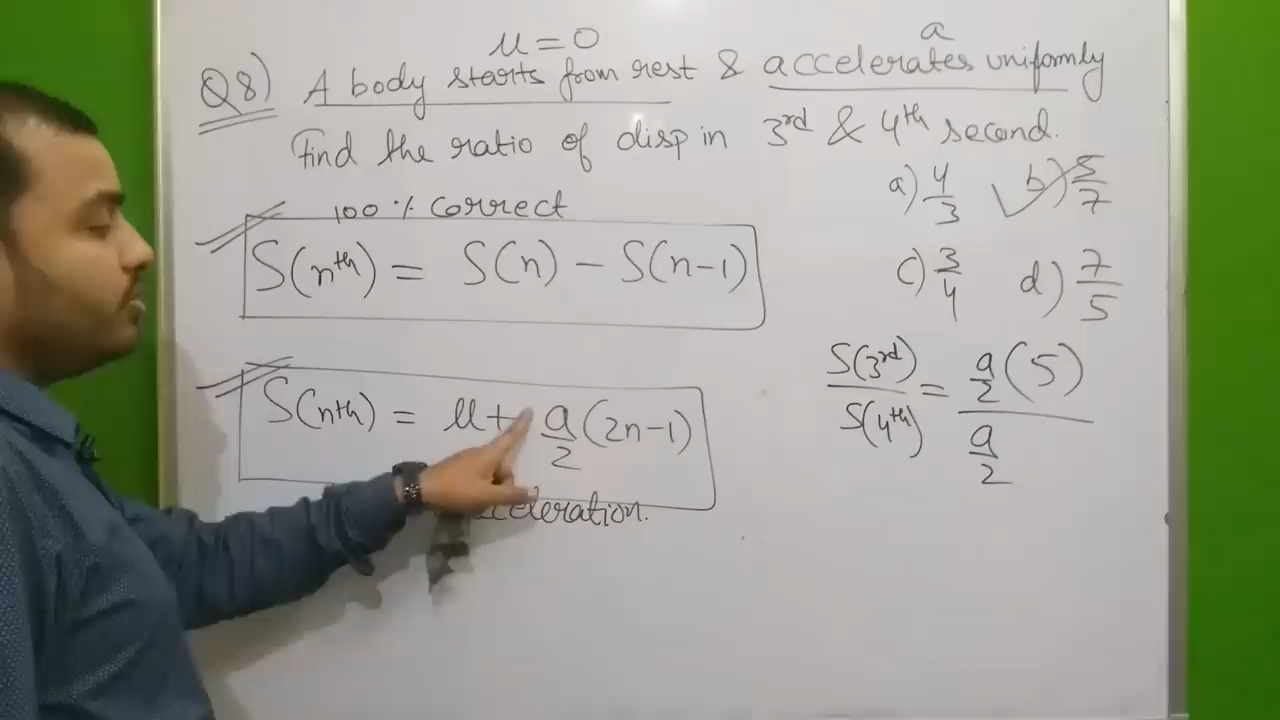 u = 0
a
Q8) A body starts from rest & accelerates uniformly
Find the ratio of disp in 3rd & 4th second.
a) 4/3
b) 5/7
100 % correct
S(nth) = S(n) - S(n-1)
c) 3/4
d) 7/5
S(3rd)/S(4th) = a/2 (5) / a/2
S(nth) = u + a/2 (2n-1)